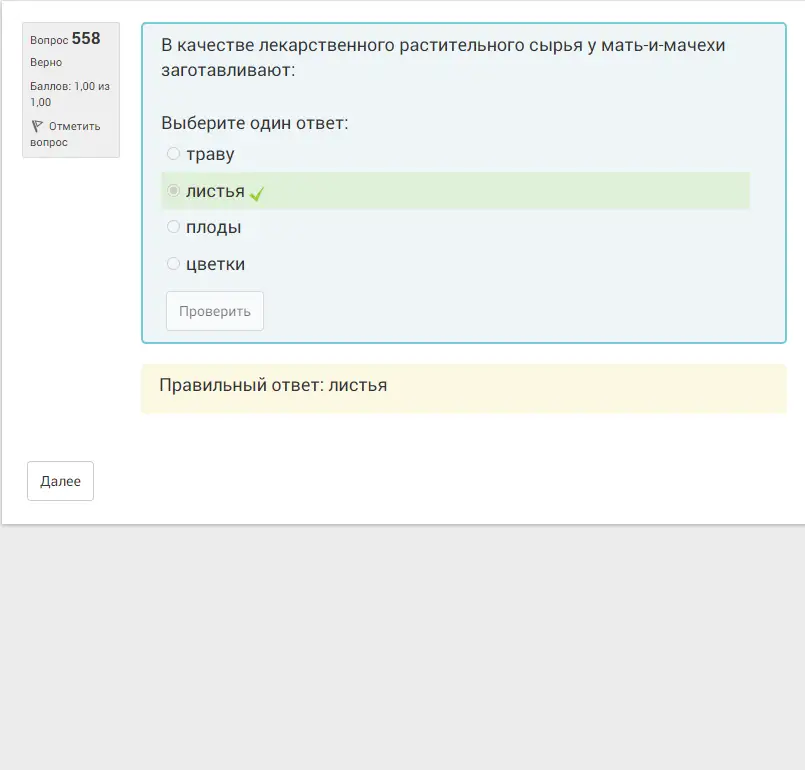 Вопрос 558
Верно
Баллов: 1,00 из
1,00
Отметить
вопрос
В качестве лекарственного растительного сырья у мать-и-мачехи
заготавливают:
Выберите один ответ:
траву
листья
плоды
цветки
Проверить
Правильный ответ: листья
Далее